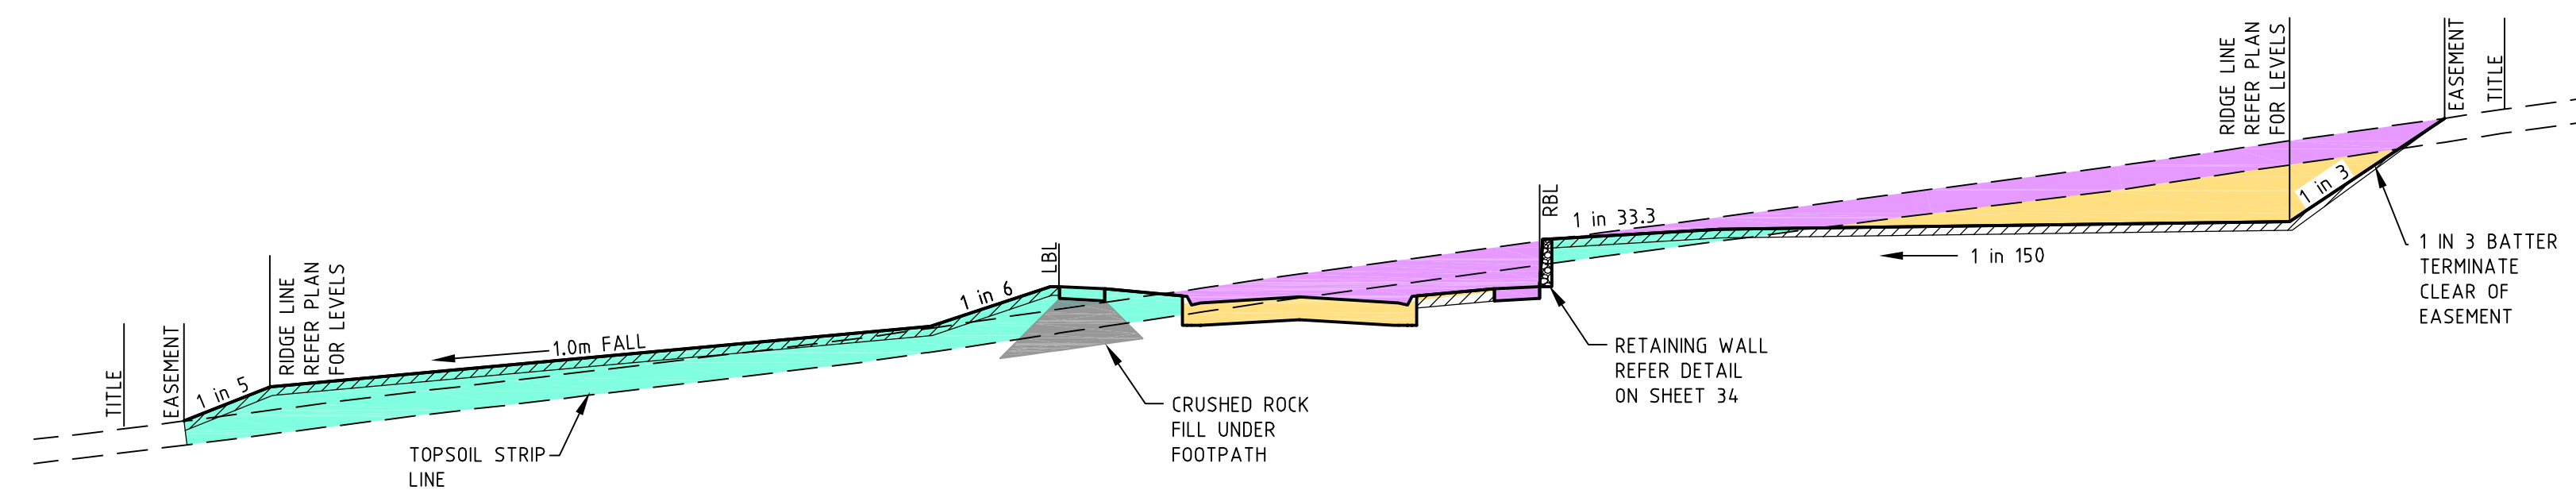 TITLE
EASEMENT
1 in 5
RIDGE LINE
REFER PLAN
FOR LEVELS
1.0m FALL
TOPSOIL STRIP
LINE
1 in 6
LBL
CRUSHED ROCK
FILL UNDER
FOOTPATH
RBL
1 in 33.3
RETAINING WALL
REFER DETAIL
ON SHEET 34
1 in 150
RIDGE LINE
REFER PLAN
FOR LEVELS
1 in 3
EASEMENT
TITLE
1 IN 3 BATTER
TERMINATE
CLEAR OF
EASEMENT